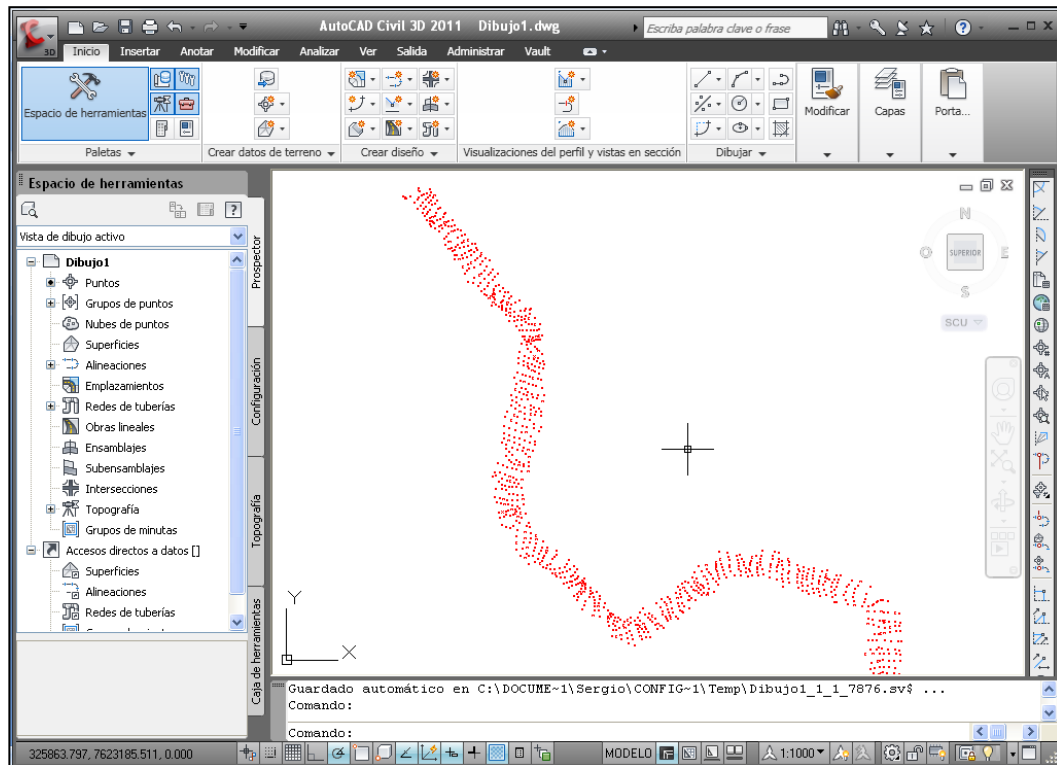 AutoCAD Civil 3D 2011 Dibujo1.dwg
Escriba palabra clave o frase
3D
Inicio Insertar Anotar Modificar Analizar Ver Salida Administrar Vault
Espacio de herramientas
Modificar
Capas
Porta...
Paletas
Crear datos de terreno
Crear diseño
Visualizaciones del perfil y vistas en sección
Dibujar
Espacio de herramientas
Vista de dibujo activo
Dibujo1
Puntos
Grupos de puntos
Nubes de puntos
Superficies
Alineaciones
Emplazamientos
Redes de tuberías
Obras lineales
Ensamblajes
Subensamblajes
Intersecciones
Topografía
Grupos de minutas
Accesos directos a datos []
Superficies
Alineaciones
Redes de tuberías
Prospector
Configuración
Topografía
Caja de herramientas
N
O
SUPERIOR
E
S
SCU
Y
X
Guardado automático en C:\DOCUME~1\Sergio\CONFIG~1\Temp\Dibujo1_1_1_7876.sv$ ...
Comando:
Comando:
325863.797, 7623185.511, 0.000
MODELO
1:1000